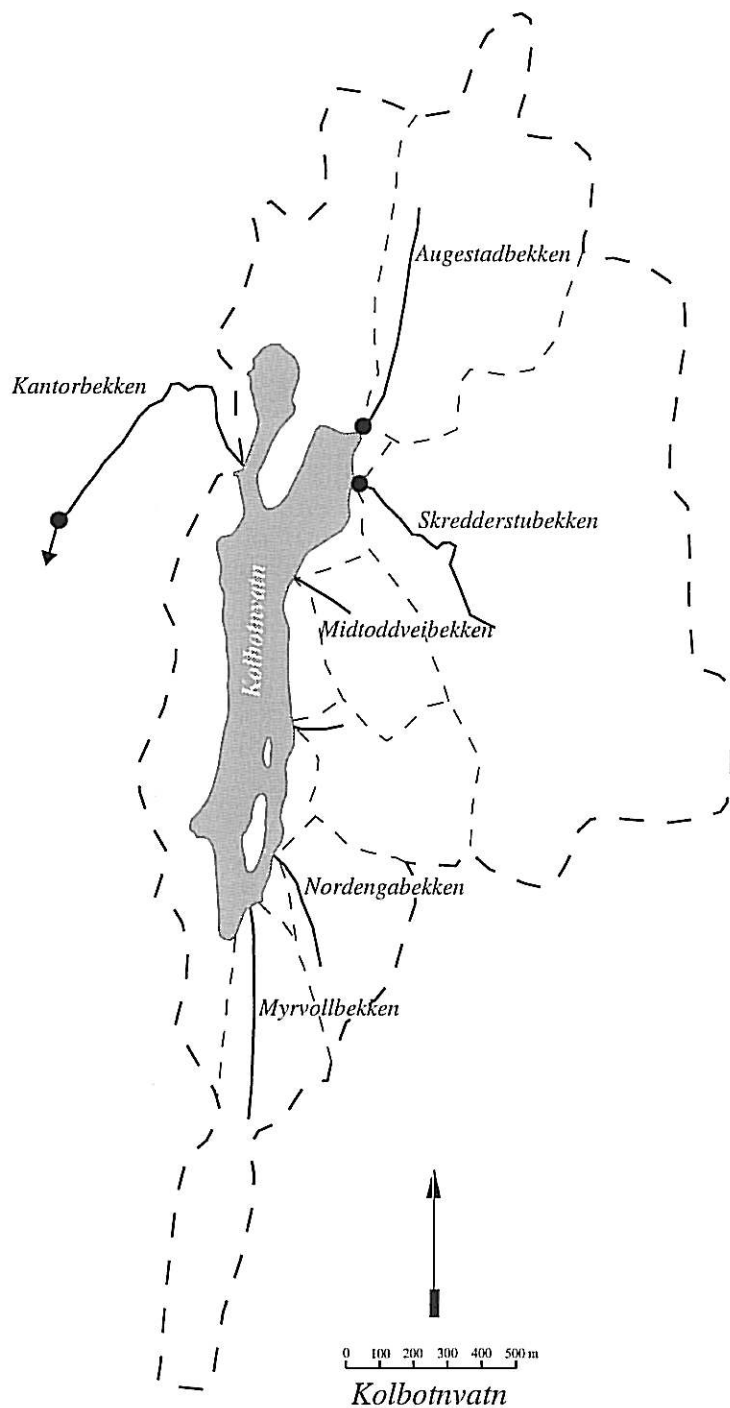 Augestadbekken
Kantorbekken
Skredderstubekken
Kolbotnvatn
Midtoddveibekken
Nordengabekken
Myrvollbekken
0 100 200 300 400 500 m
Kolbotnvatn